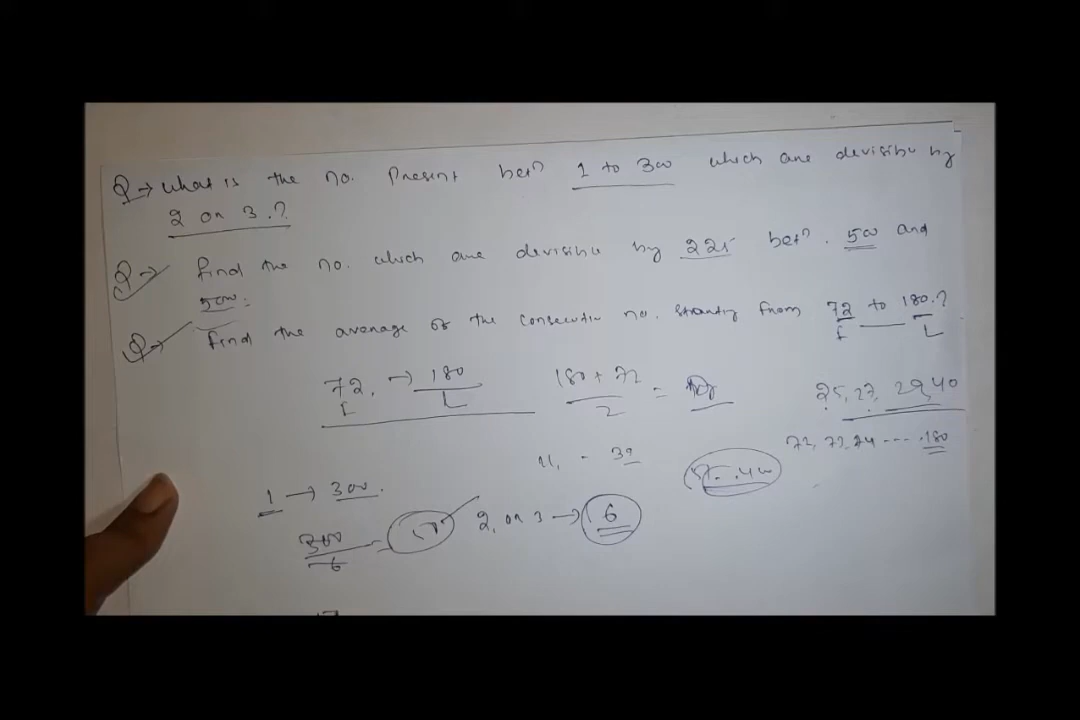 Q→ What is the no. Present betn 1 to 300 which are devisible by
2 or 3.?
Q→ find the no. which are devisible by 225 betn. 500 and
5000:
Q→ find the average of the consecutive no. starting from 72 to 180.?
F L
72, → 180
F L
180 + 72
2
=
25, 27, 29, 40
72, 73, 74 --- .180
1 → 300.
300
6
=
2, or 3 → 6